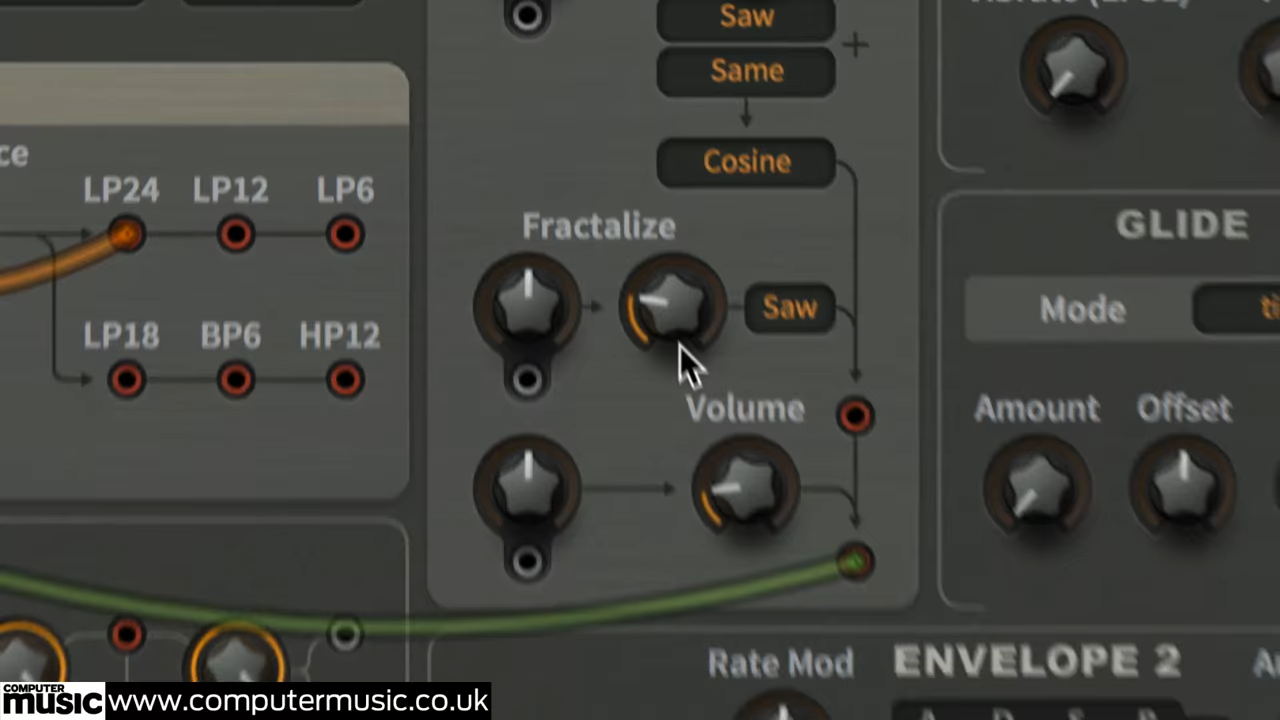 Saw
Same
Cosine
ce
LP24 LP12 LP6
LP18 BP6 HP12
Fractalize
Saw
Volume
GLIDE
Mode
Amount Offset
Rate Mod
ENVELOPE 2
COMPUTER
music
www.computermusic.co.uk